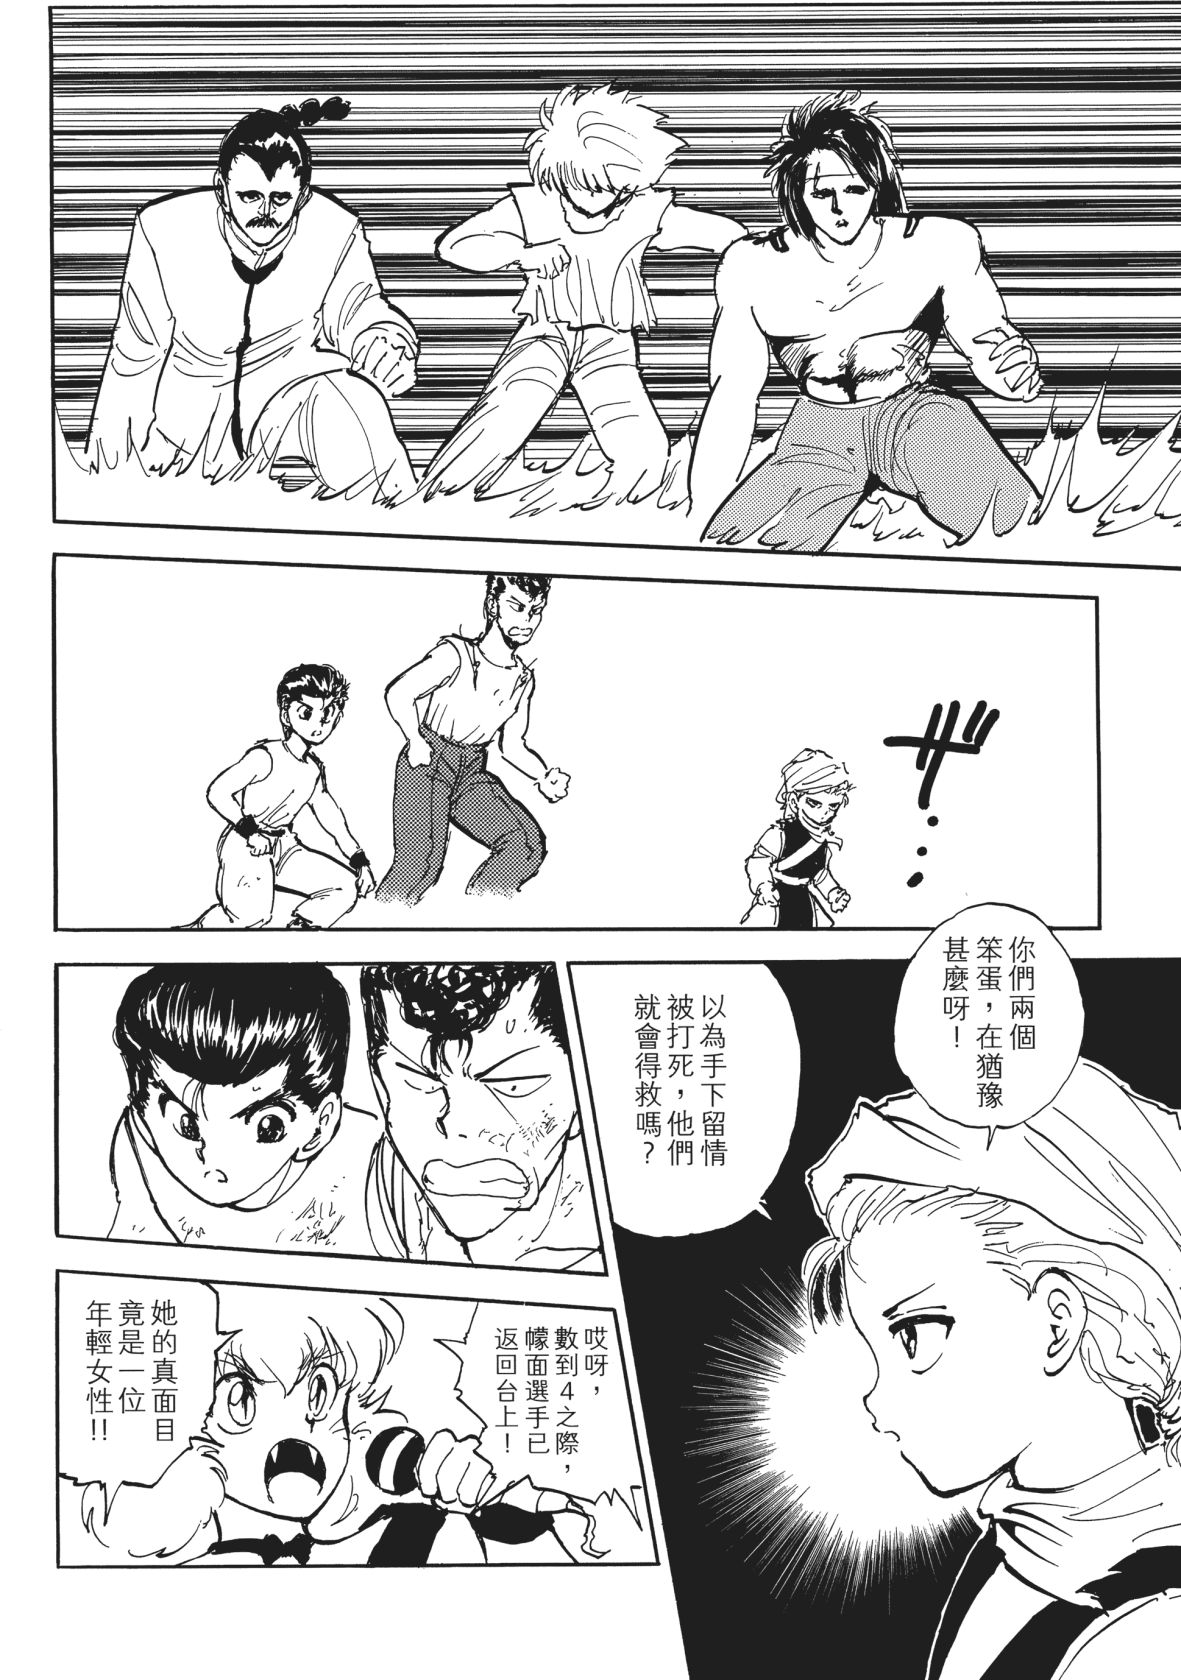 ザ・・・
你們兩個
笨蛋，在猶豫
甚麼呀！
以為手下留情
被打死，他們
就會得救嗎？
哎呀，
數到4之際，
幪面選手已
返回台上！
她的真面目
竟是一位
年輕女性!!